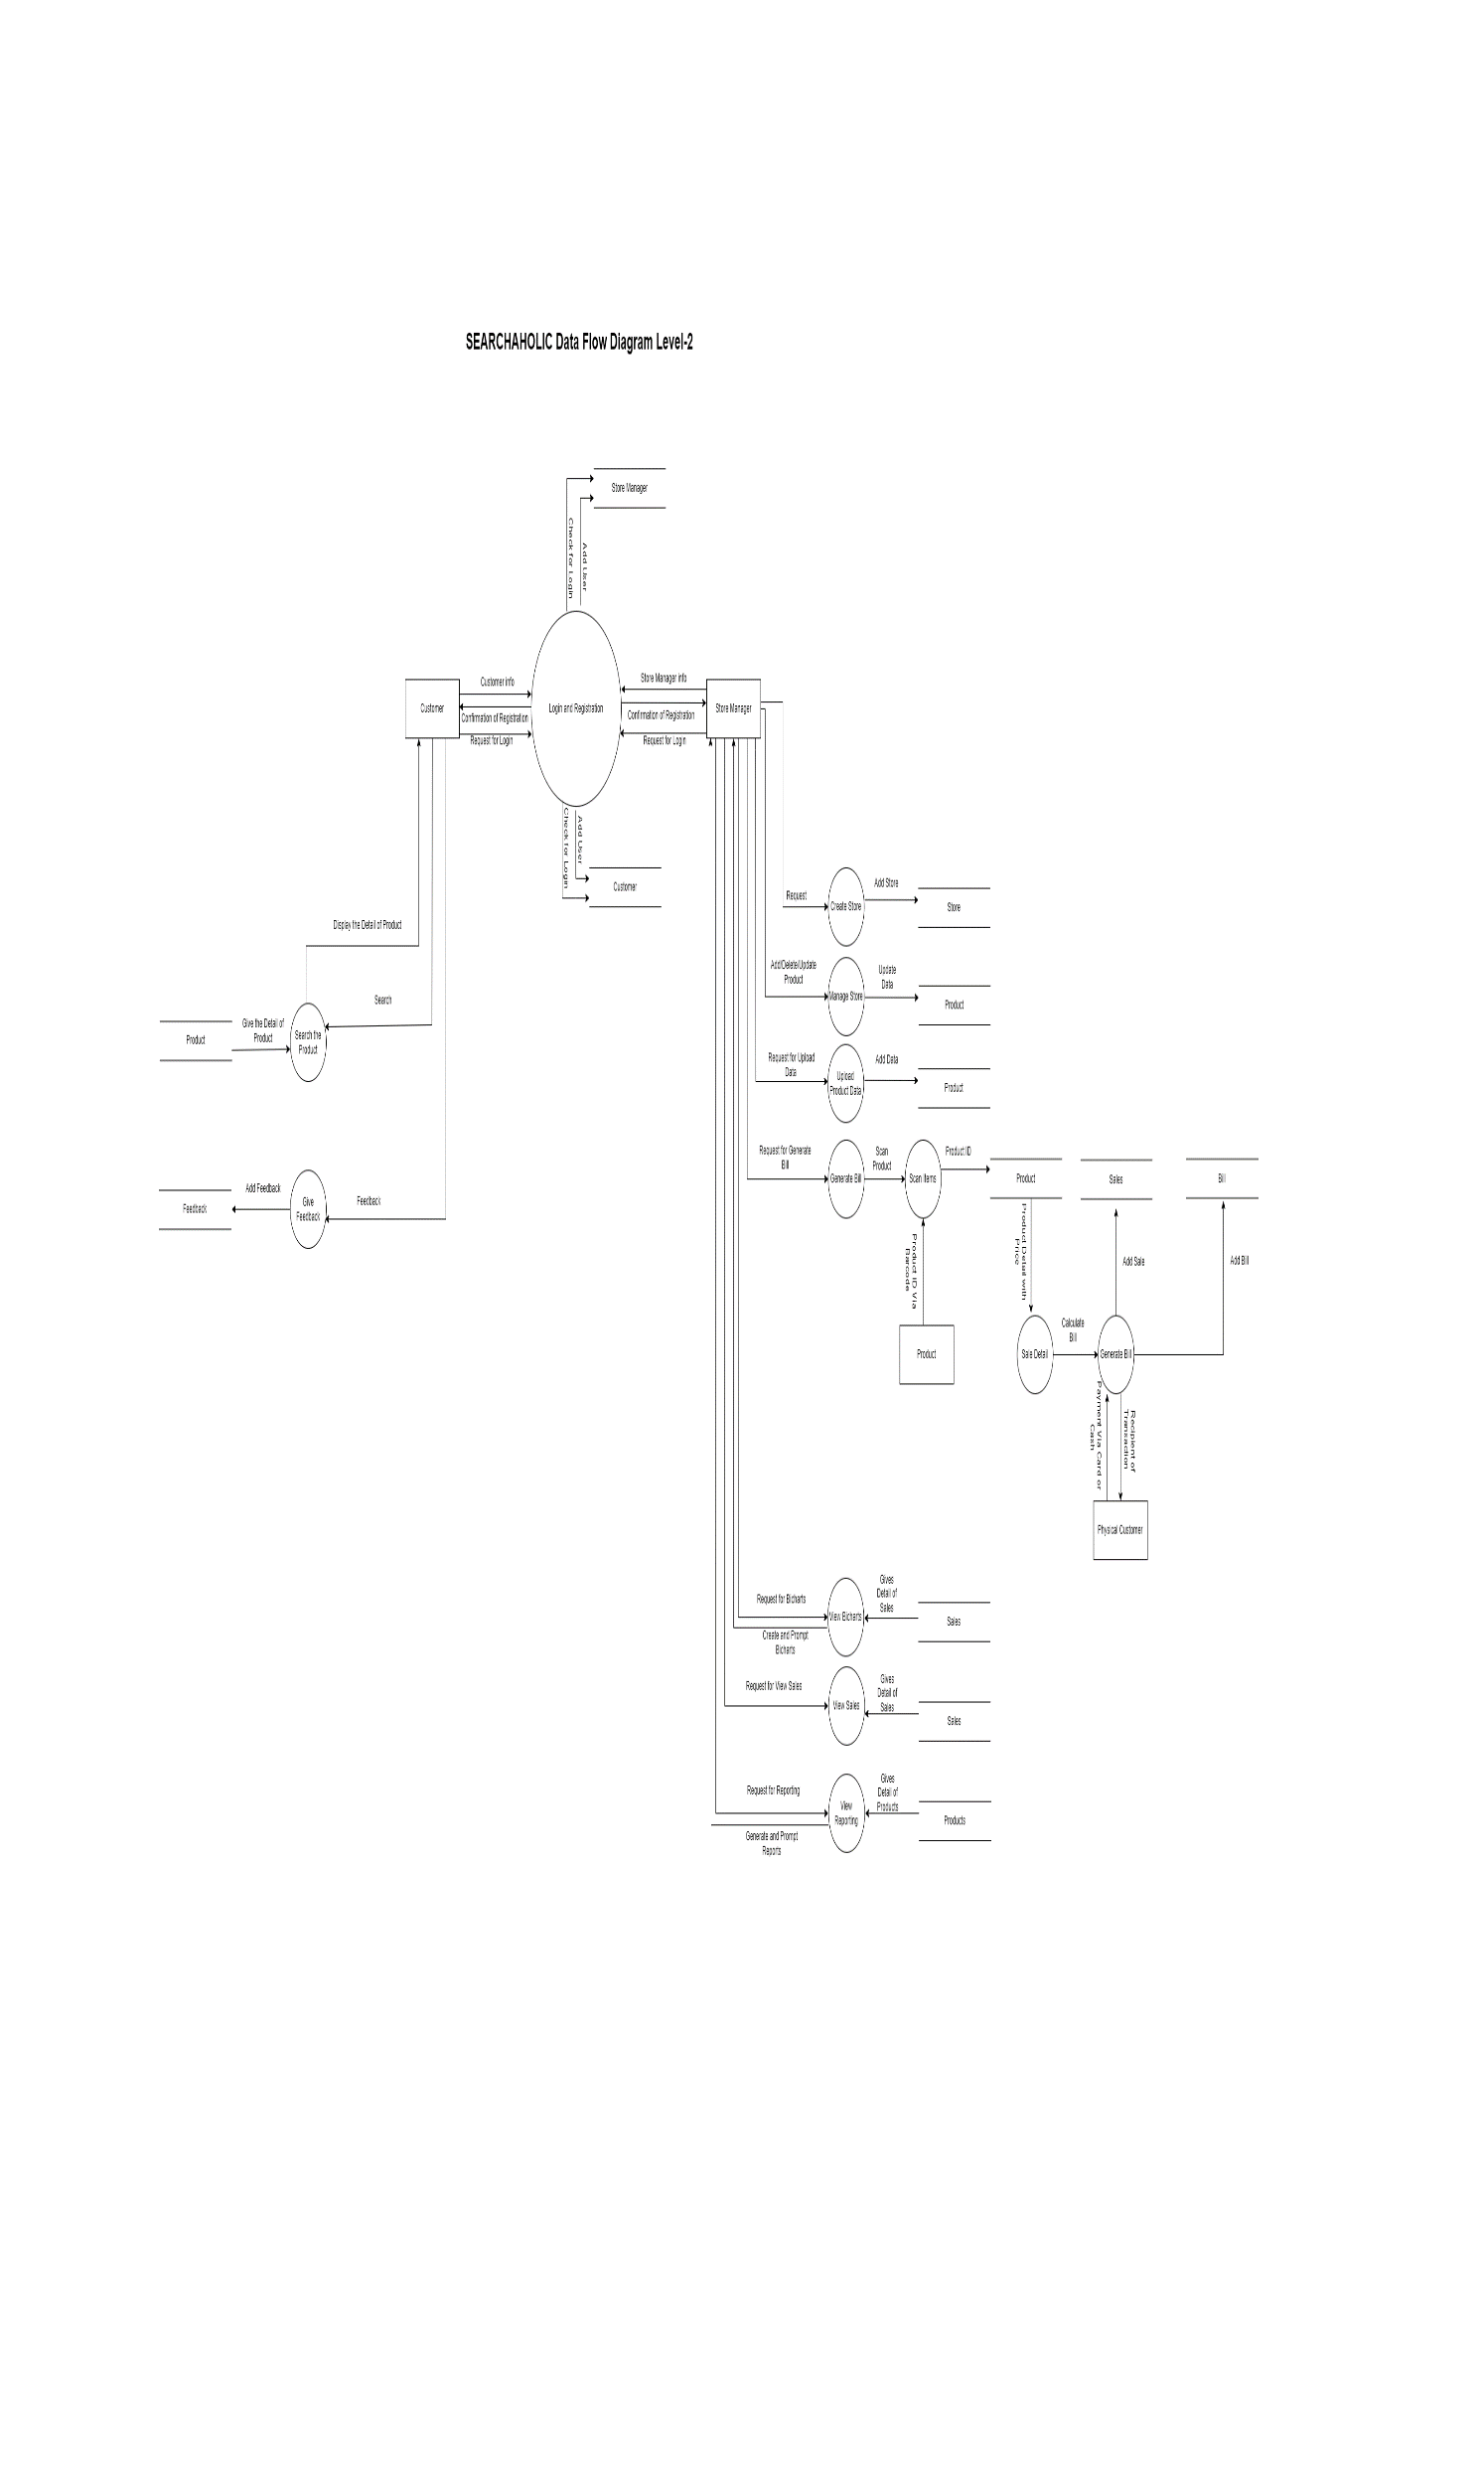 SEARCHAHOLIC Data Flow Diagram Level-2
Store Manager
Check for Login
Add User
Customer info
Store Manager info
Customer
Login and Registration
Store Manager
Confirmation of Registration
Confirmation of Registration
Request for Login
Request for Login
Check for Login
Add User
Customer
Request
Create Store
Add Store
Store
Display the Detail of Product
Add/Delete/Update
Product
Manage Store
Update
Data
Product
Search
Product
Give the Detail of
Product
Search the
Product
Request for Upload
Data
Upload
Product Data
Add Data
Product
Request for Generate
Bill
Generate Bill
Scan
Product
Scan Items
Product ID
Product
Sales
Bill
Feedback
Add Feedback
Give
Feedback
Feedback
Product ID Via
Barcode
Product Detail with
Price
Add Sale
Add Bill
Product
Sale Detail
Calculate
Bill
Generate Bill
Payment Via Card or
Cash
Recipient of
Transaction
Physical Customer
Request for Bicharts
View Bicharts
Gives
Detail of
Sales
Sales
Create and Prompt
Bicharts
Request for View Sales
View Sales
Gives
Detail of
Sales
Sales
Request for Reporting
View
Reporting
Gives
Detail of
Products
Products
Generate and Prompt
Reports